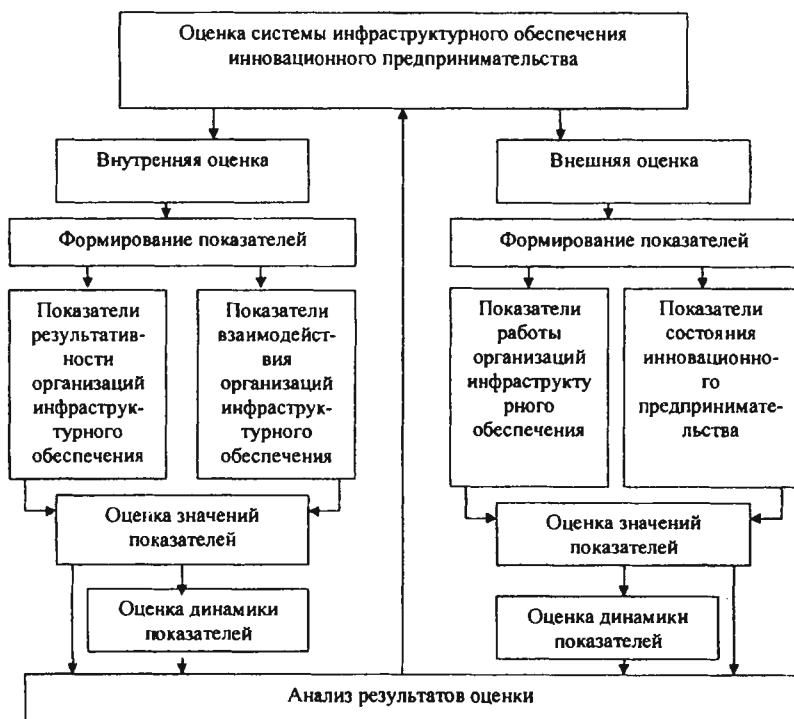 Оценка системы инфраструктурного обеспечения
инновационного предпринимательства
Внутренняя оценка
Внешняя оценка
Формирование показателей
Формирование показателей
Показатели
результатив-
ности
организаций
инфраструк-
турного
обеспечения
Показатели
взаимодейст-
вия
организаций
инфраструк-
турного
обеспечения
Показатели
работы
организаций
инфраструкту
рного
обеспечения
Показатели
состояния
инновационно-
го
предпринимате-
льства
Оценка значений
показателей
Оценка значений
показателей
Оценка динамики
показателей
Оценка динамики
показателей
Анализ результатов оценки